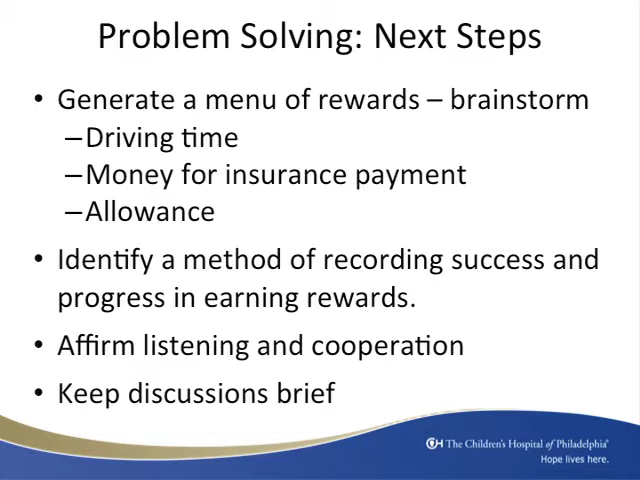 Problem Solving: Next Steps
• Generate a menu of rewards – brainstorm
–Driving time
–Money for insurance payment
–Allowance
• Identify a method of recording success and
progress in earning rewards.
• Affirm listening and cooperation
• Keep discussions brief
The Children's Hospital of Philadelphia®
Hope lives here.